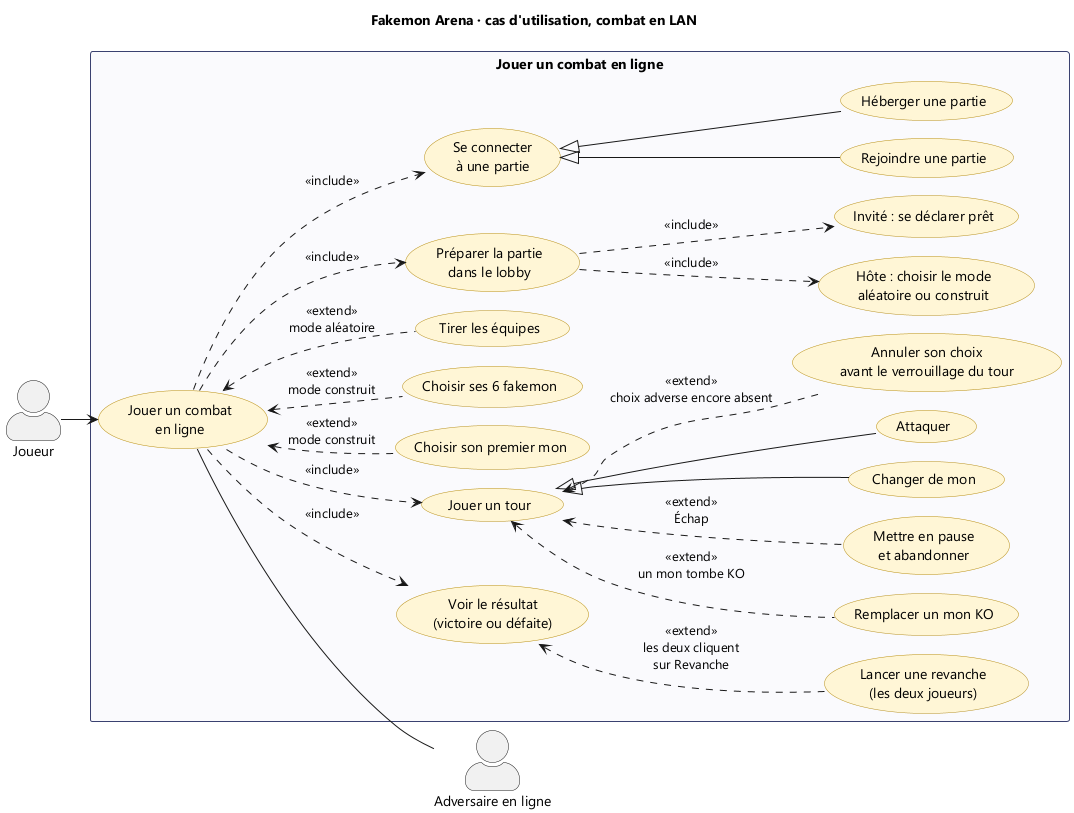 Fakemon Arena · cas d'utilisation, combat en LAN
Jouer un combat en ligne
Héberger une partie
Se connecter
à une partie
Rejoindre une partie
«include»
Invité : se déclarer prêt
«include»
Préparer la partie
dans le lobby
«include»
«include»
Hôte : choisir le mode
aléatoire ou construit
«extend»
mode aléatoire
Tirer les équipes
Annuler son choix
avant le verrouillage du tour
«extend»
mode construit
Choisir ses 6 fakemon
«extend»
choix adverse encore absent
Joueur
Jouer un combat
en ligne
«extend»
mode construit
Choisir son premier mon
Attaquer
«include»
Jouer un tour
Changer de mon
«extend»
Échap
Mettre en pause
et abandonner
«include»
«extend»
un mon tombe KO
Remplacer un mon KO
Voir le résultat
(victoire ou défaite)
«extend»
les deux cliquent
sur Revanche
Lancer une revanche
(les deux joueurs)
Adversaire en ligne